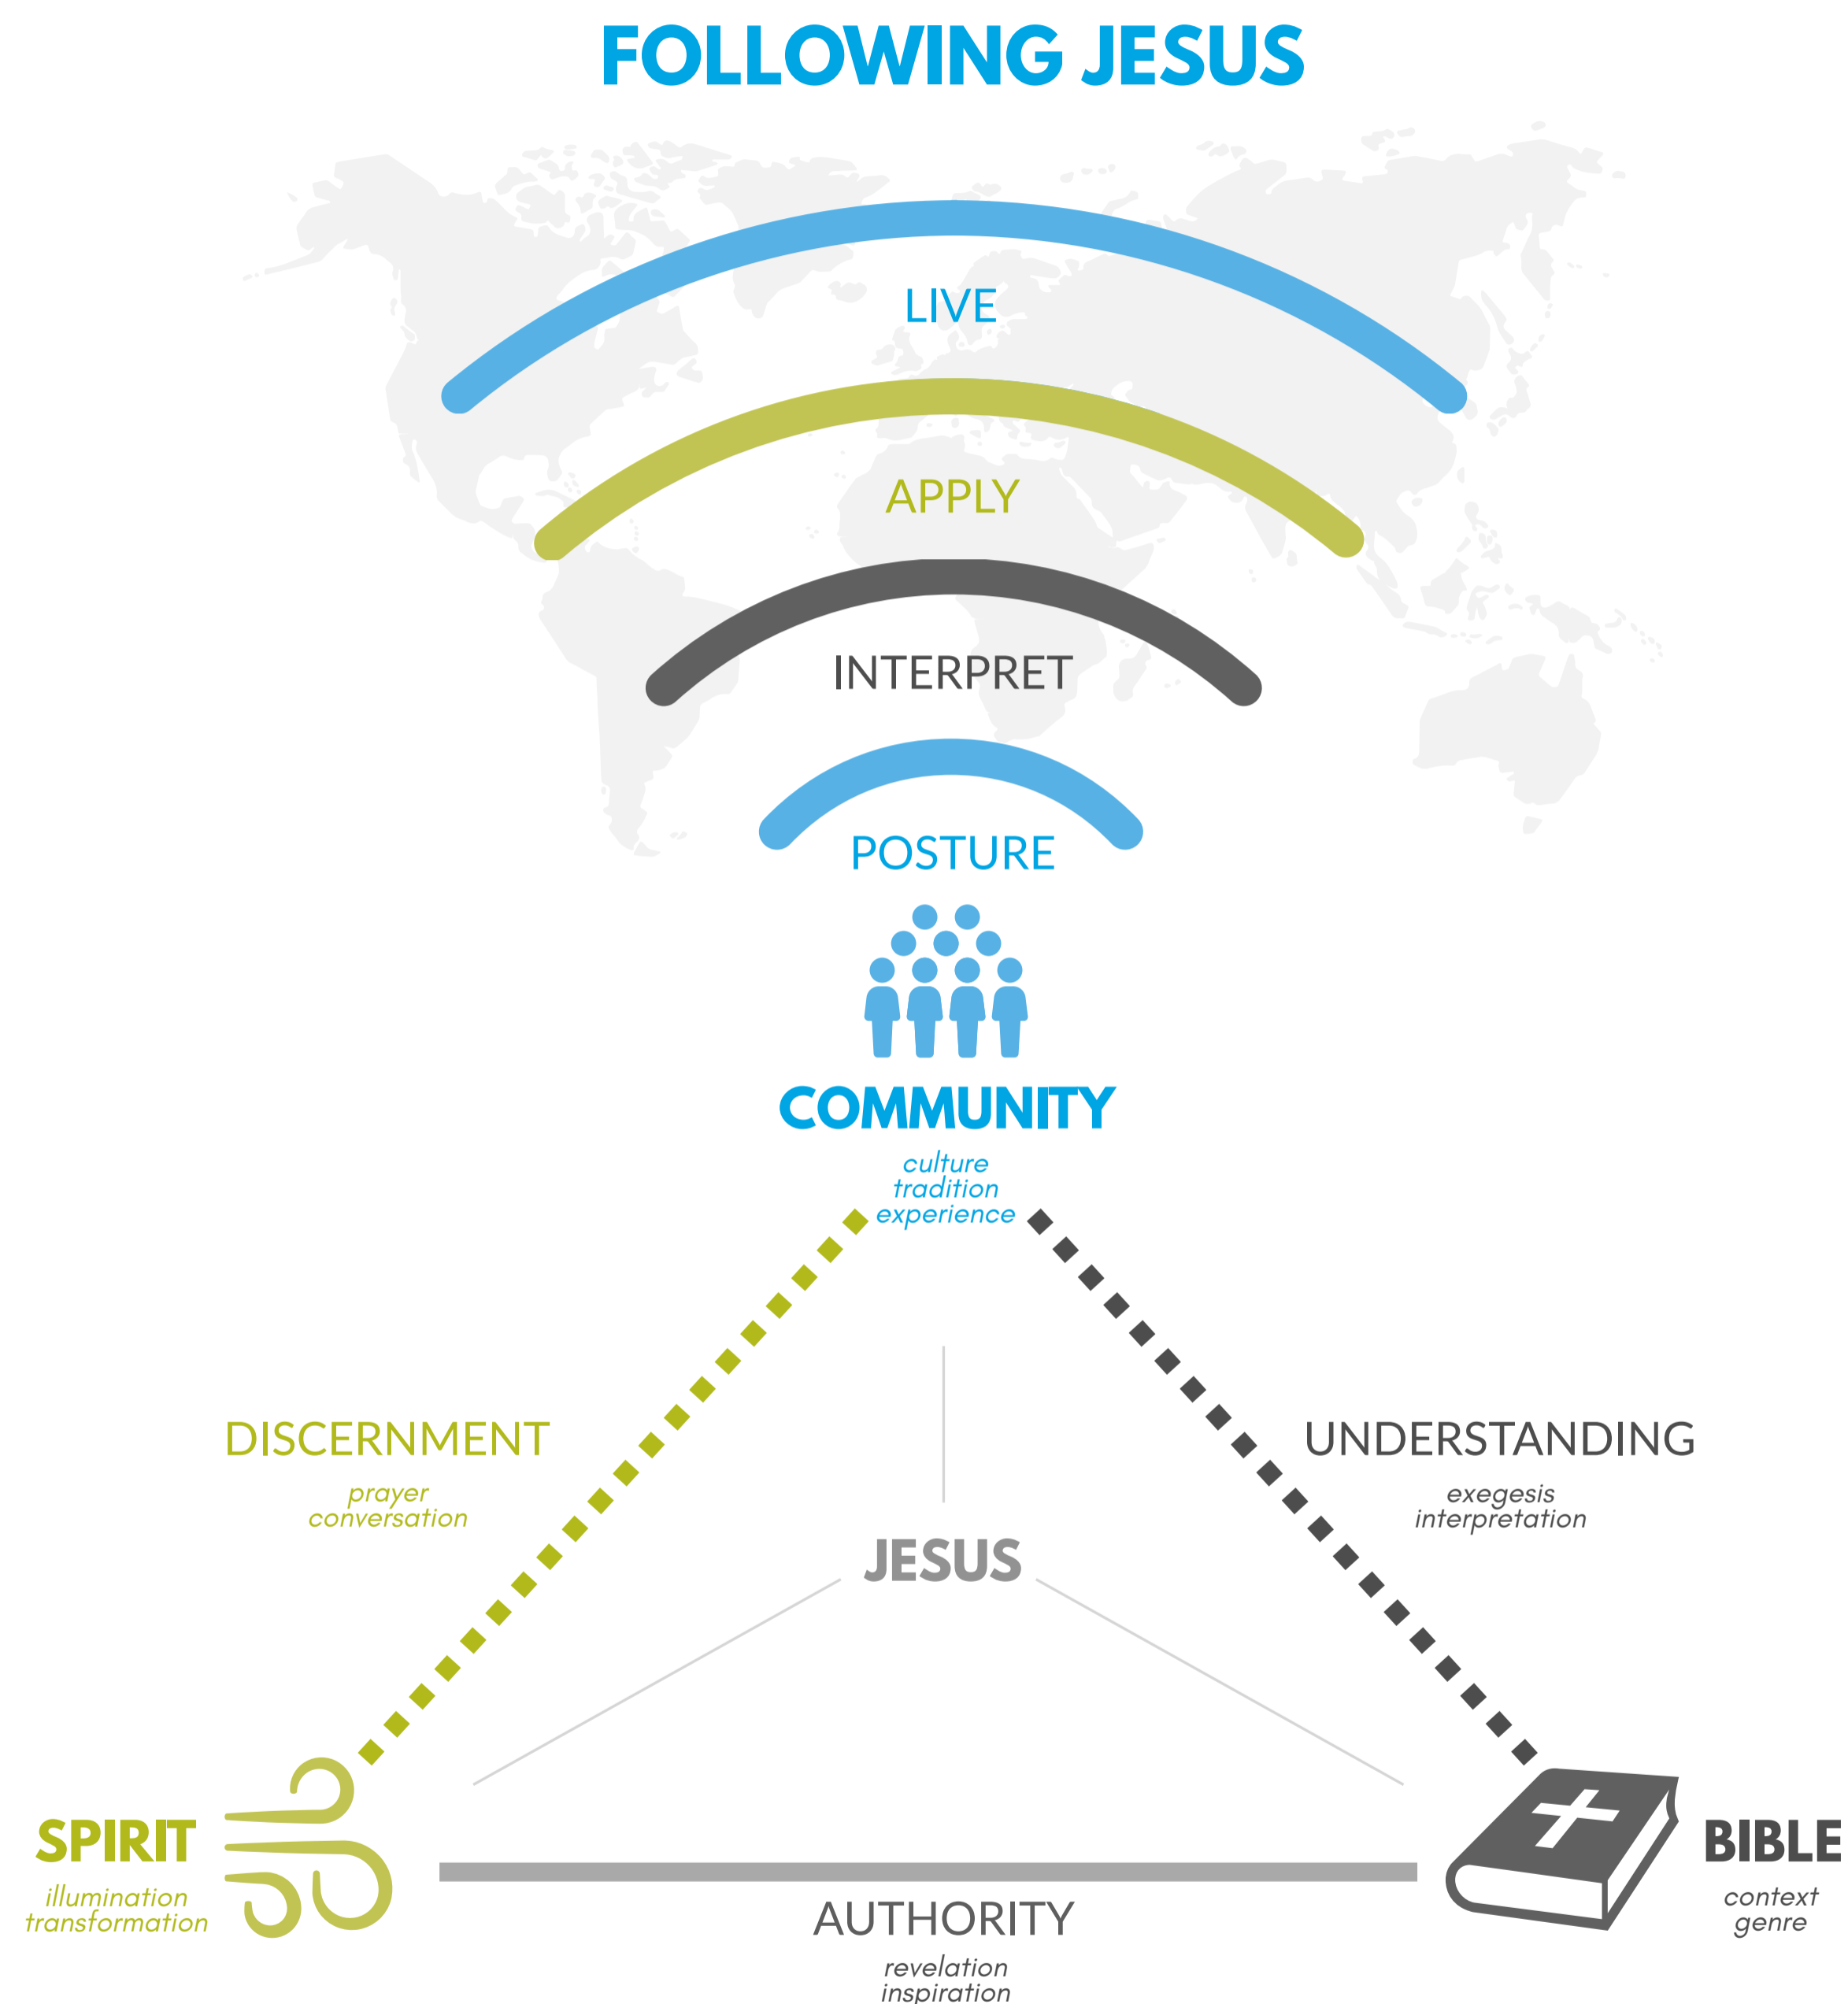 FOLLOWING JESUS
LIVE
APPLY
INTERPRET
POSTURE
COMMUNITY
culture
tradition
experience
DISCERNMENT
prayer
conversation
UNDERSTANDING
exegesis
interpretation
JESUS
SPIRIT
illumination
transformation
BIBLE
context
genre
AUTHORITY
revelation
inspiration